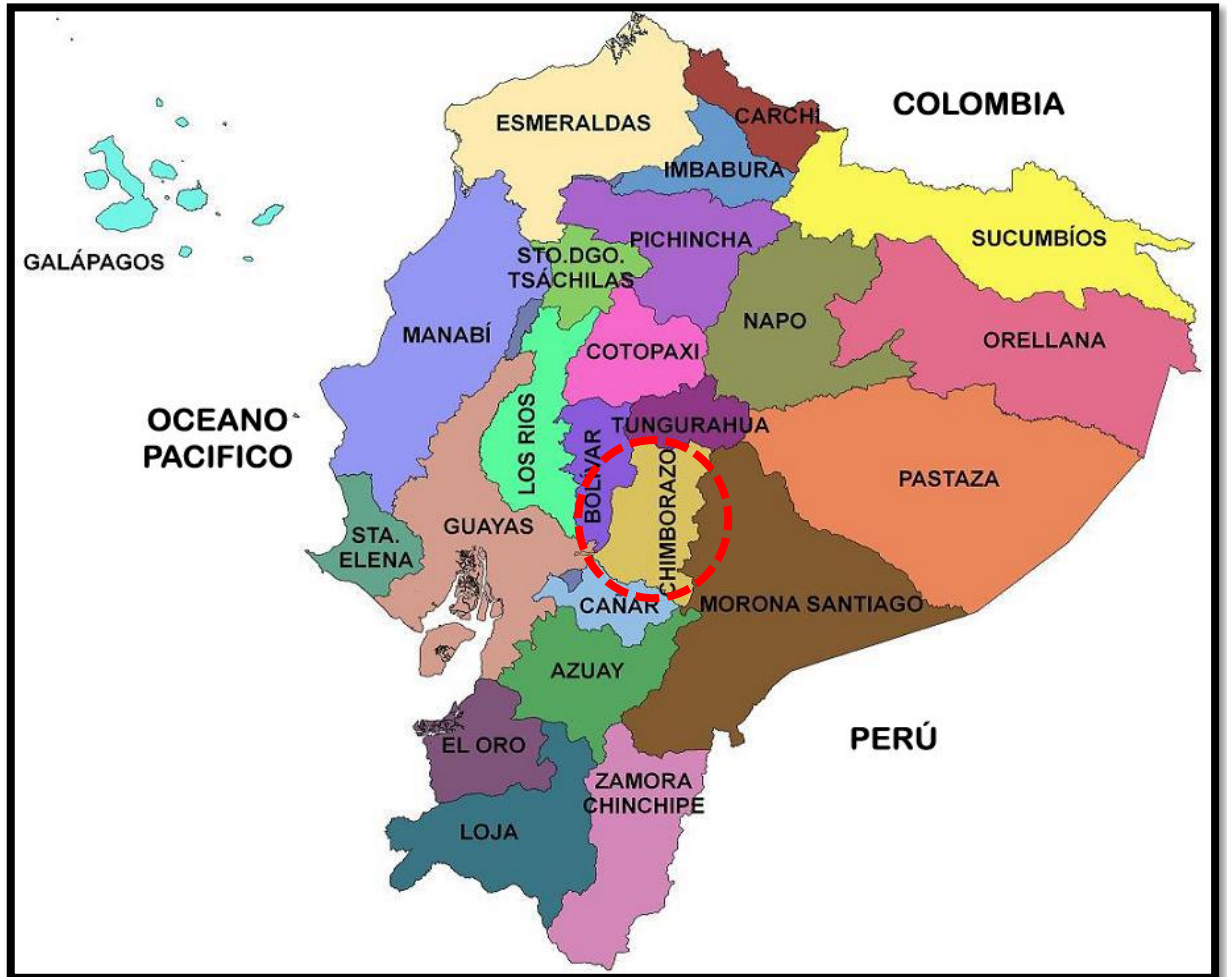 COLOMBIA
ESMERALDAS
CARCHI
IMBABURA
PICHINCHA
SUCUMBÍOS
GALÁPAGOS
STO.DGO.
TSÁCHILAS
NAPO
MANABÍ
ORELLANA
COTOPAXI
OCEANO
PACIFICO
TUNGURAHUA
LOS RIOS
BOLÍVAR
CHIMBORAZO
PASTAZA
STA.
ELENA
GUAYAS
CAÑAR
MORONA SANTIAGO
AZUAY
PERÚ
EL ORO
ZAMORA
CHINCHIPE
LOJA